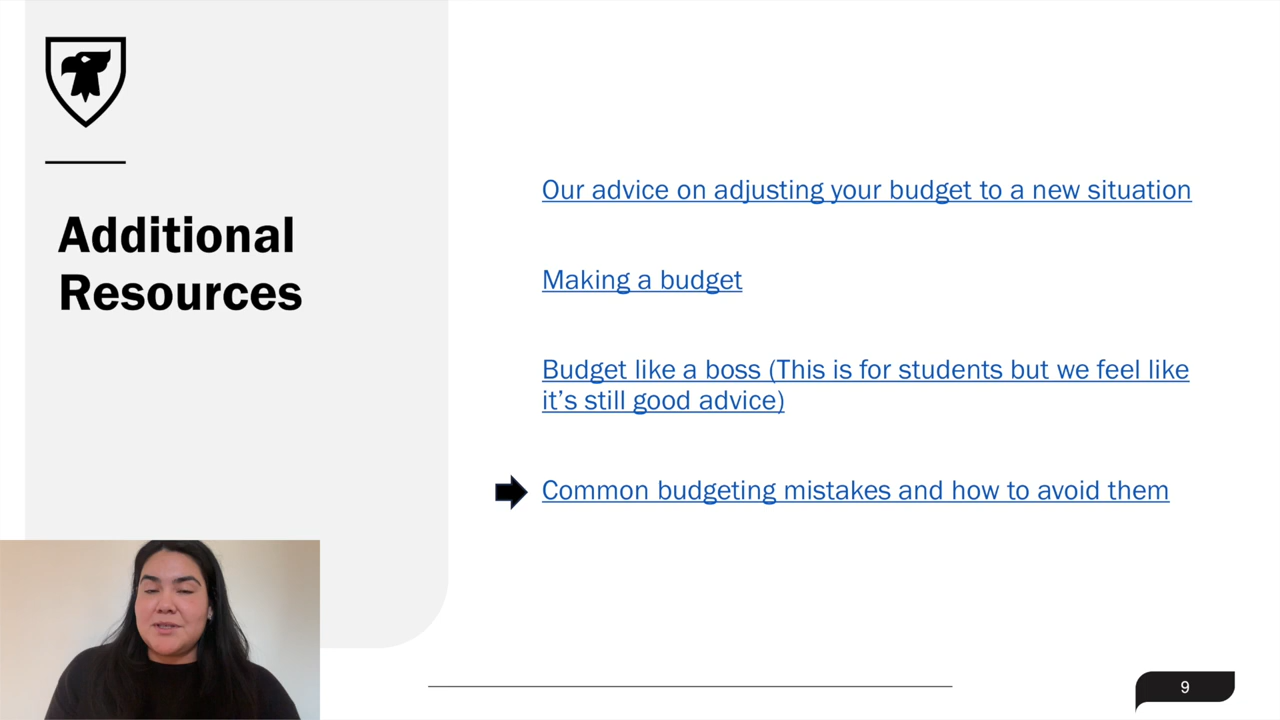 Additional
Resources
Our advice on adjusting your budget to a new situation
Making a budget
Budget like a boss (This is for students but we feel like
it’s still good advice)
Common budgeting mistakes and how to avoid them
9